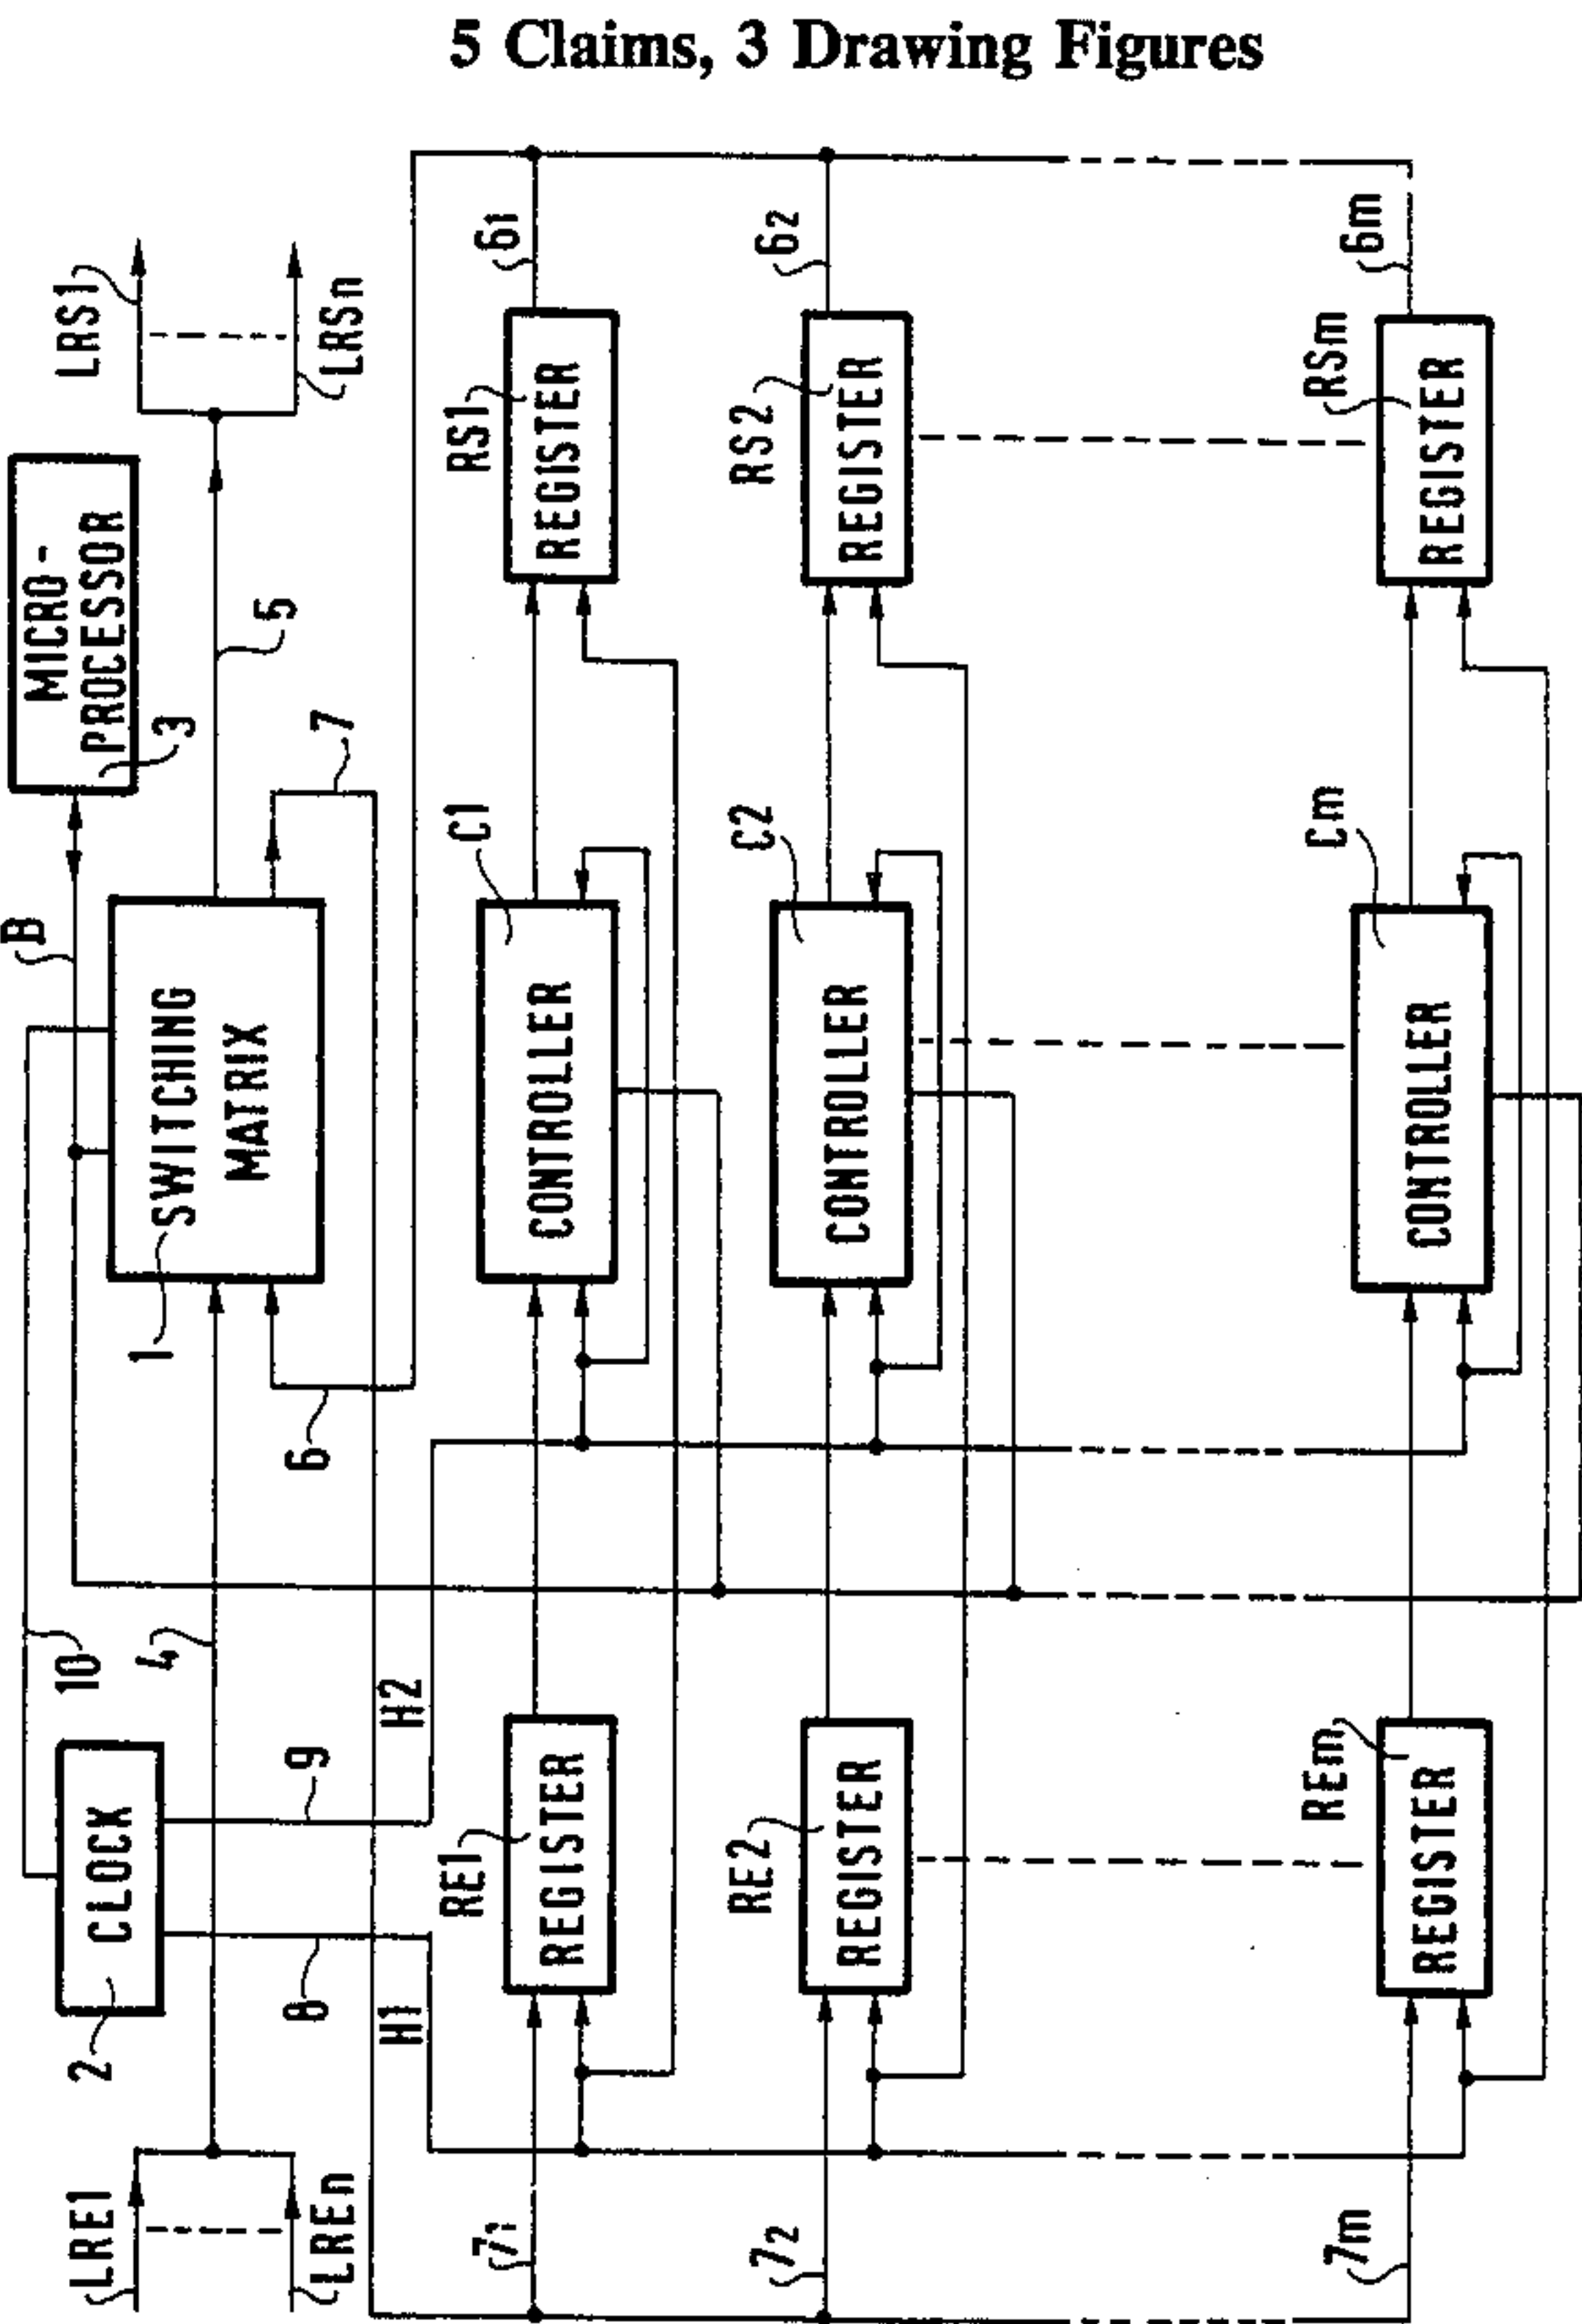 5 Claims, 3 Drawing Figures
LRE1
LREn
2
CLOCK
10
4
8
9
H1
H2
1
SWITCHING
MATRIX
B
6
7
5
3
MICRO-
PROCESSOR
LRS1
LRSn
71
RE1
REGISTER
C1
CONTROLLER
RS1
REGISTER
61
72
RE2
REGISTER
C2
CONTROLLER
RS2
REGISTER
62
7m
REm
REGISTER
Cm
CONTROLLER
RSm
REGISTER
6m